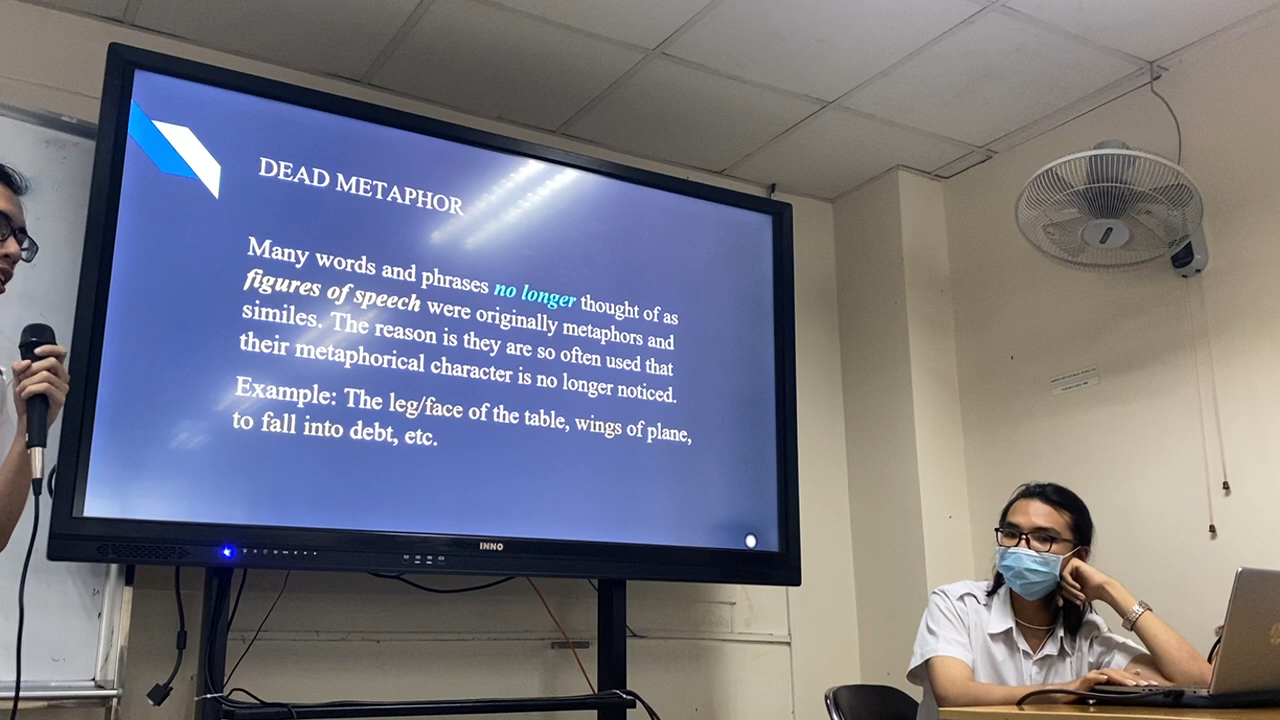 DEAD METAPHOR
Many words and phrases no longer thought of as
figures of speech were originally metaphors and
similes. The reason is they are so often used that
their metaphorical character is no longer noticed.
Example: The leg/face of the table, wings of plane,
to fall into debt, etc.
INNO